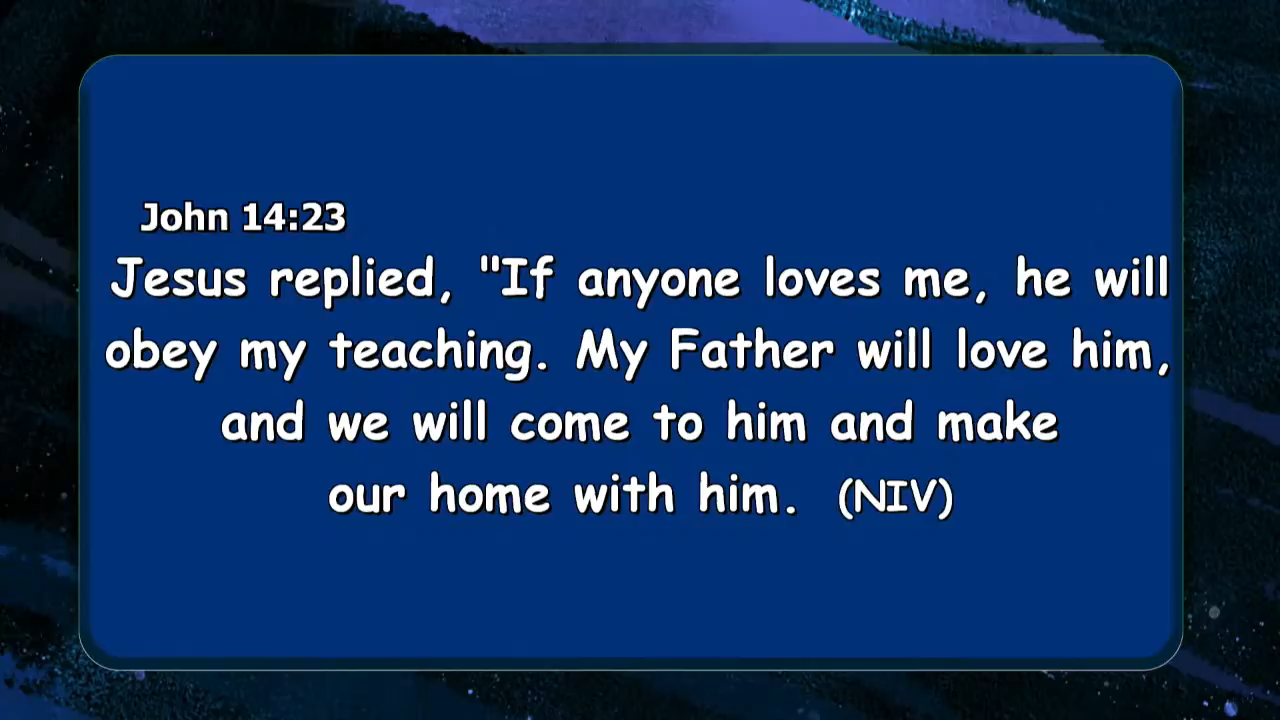 John 14:23
Jesus replied, "If anyone loves me, he will
obey my teaching. My Father will love him,
and we will come to him and make
our home with him. (NIV)